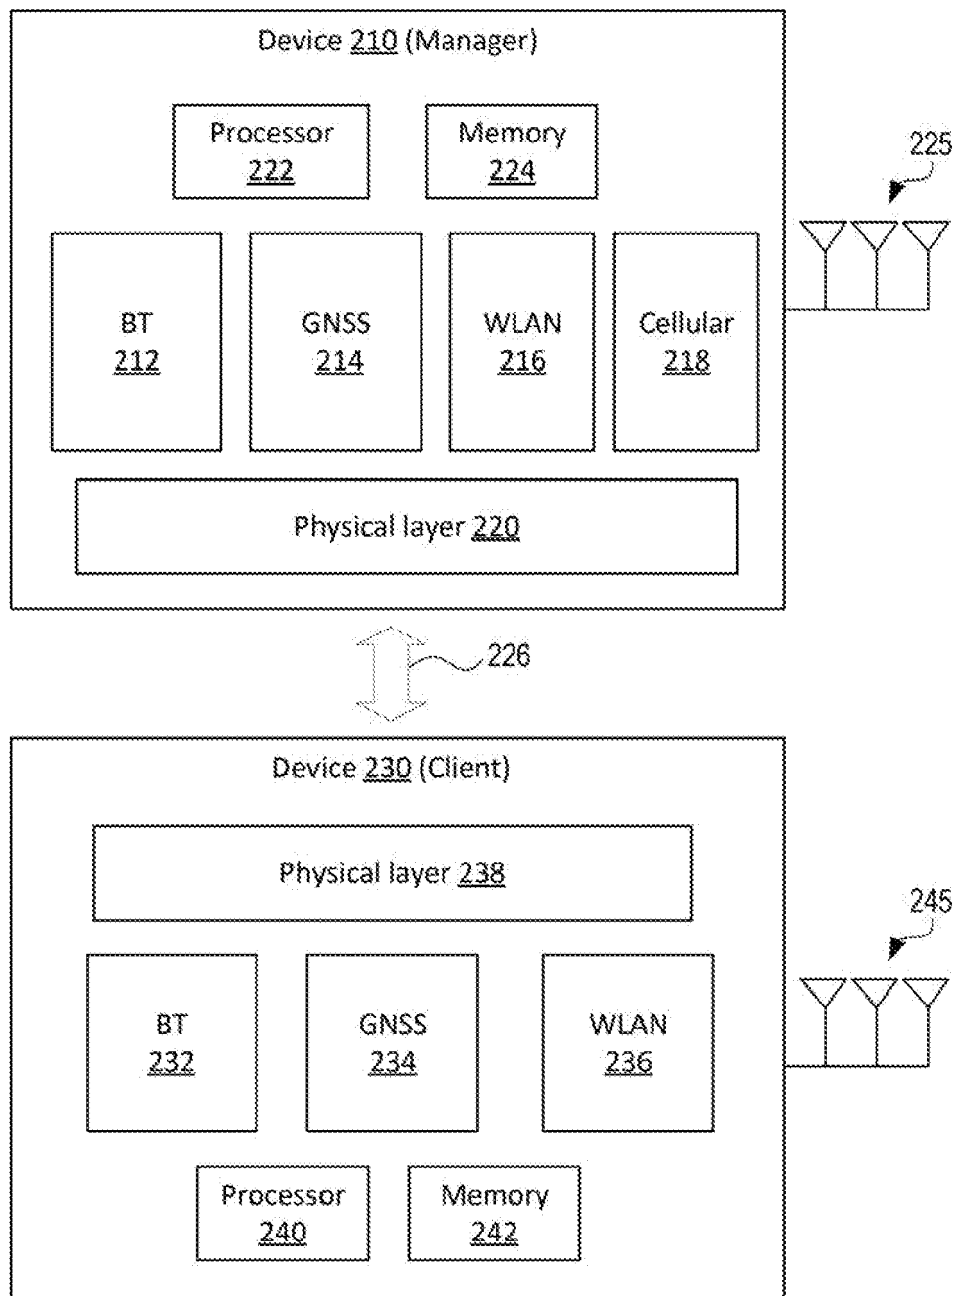 Device 210 (Manager)
Processor
222
Memory
224
225
BT
212
GNSS
214
WLAN
216
Cellular
218
Physical layer 220
226
Device 230 (Client)
Physical layer 238
245
BT
232
GNSS
234
WLAN
236
Processor
240
Memory
242